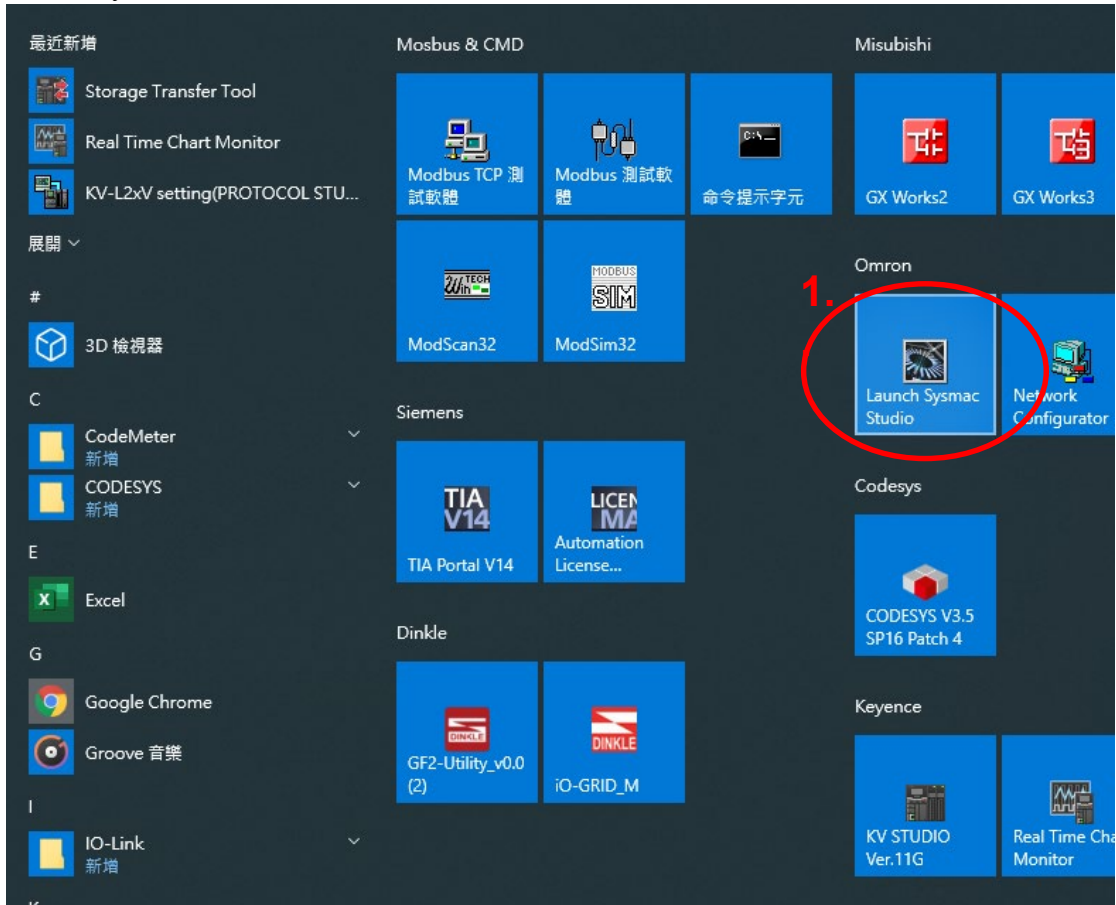 最近新增
Storage Transfer Tool
Real Time Chart Monitor
KV-L2xV setting(PROTOCOL STU...
展開
#
3D 檢視器
C
CodeMeter
新增
CODESYS
新增
E
Excel
G
Google Chrome
Groove 音樂
I
IO-Link
新增
Mosbus & CMD
Modbus TCP 測
試軟體
Modbus 測試軟
體
C:\_
命令提示字元
WinTECH
ModScan32
MODBUS
SIM
ModSim32
Siemens
TIA
V14
TIA Portal V14
LICEN
MA
Automation
License...
Dinkle
DINKLE
GF2-Utility_v0.0
(2)
DINKLE
iO-GRID_M
Misubishi
GX Works2
GX Works3
Omron
1.
Launch Sysmac
Studio
Network
Configurator
Codesys
CODESYS V3.5
SP16 Patch 4
Keyence
KV STUDIO
Ver.11G
Real Time Cha
Monitor